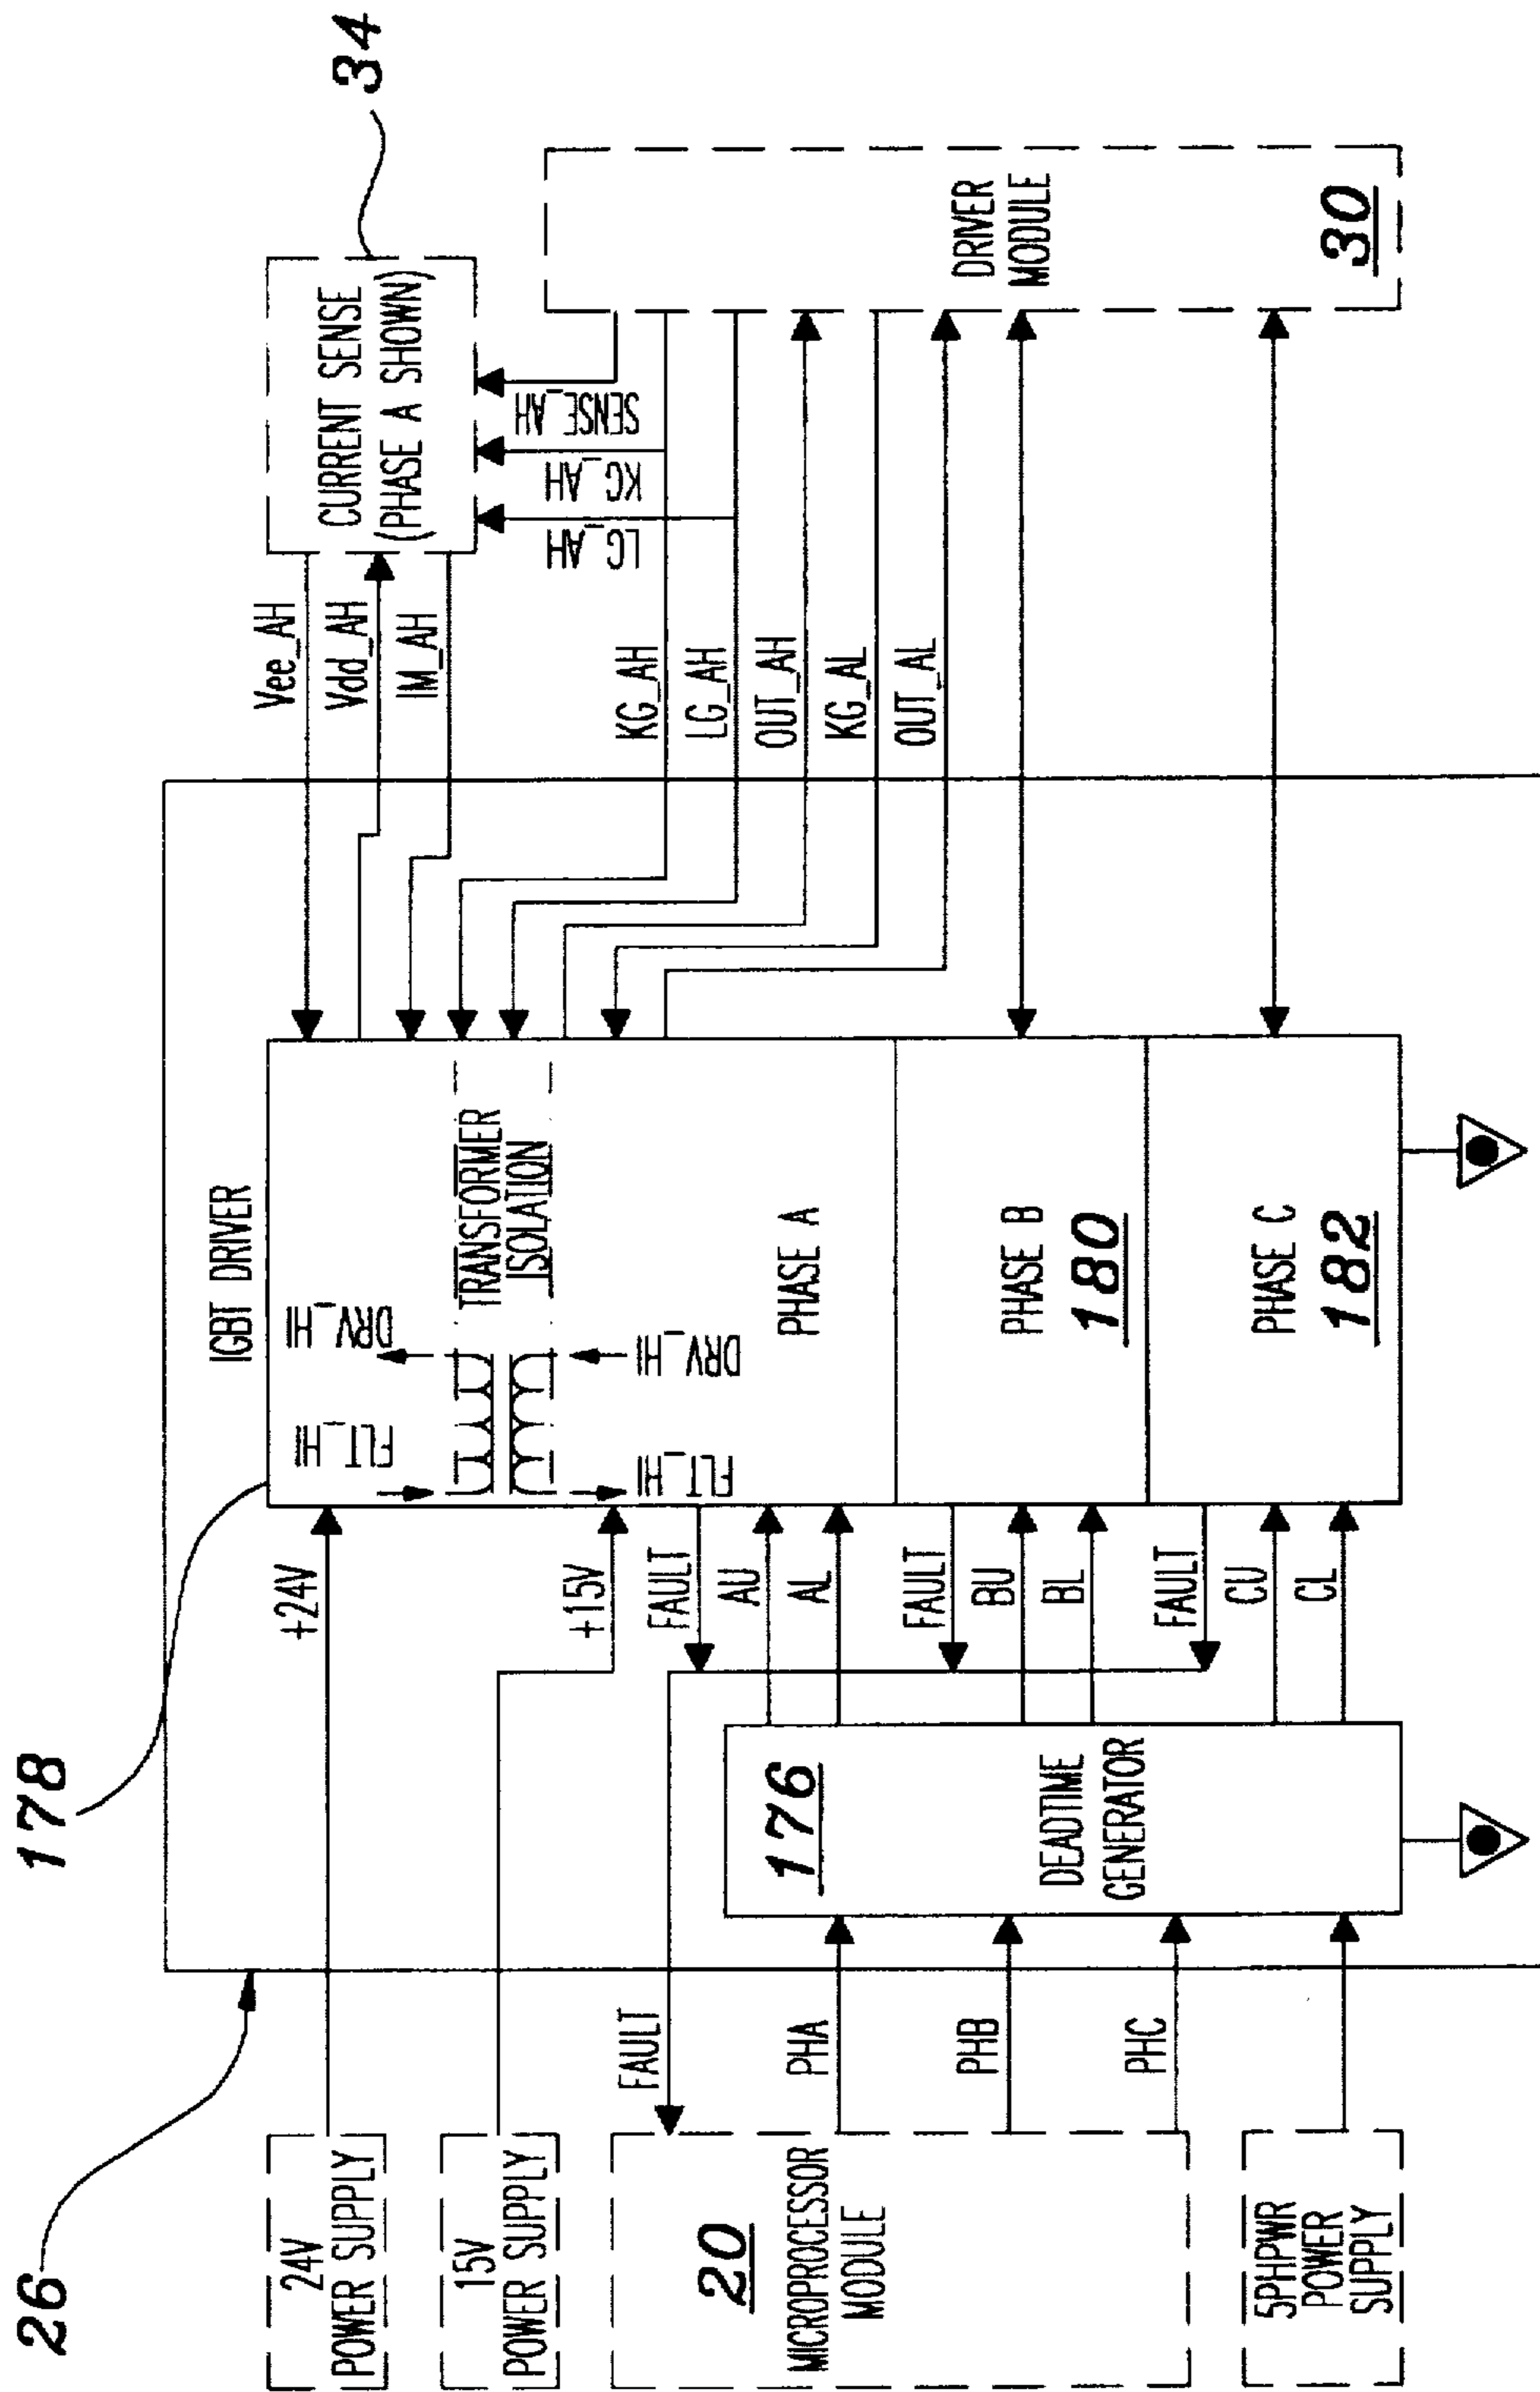 26
178
34
24V
POWER SUPPLY
15V
POWER SUPPLY
20
MICROPROCESSOR
MODULE
5PHPWR
POWER
SUPPLY
FAULT
PHA
PHB
PHC
176
DEADTIME
GENERATOR
+24V
+15V
FAULT
AU
AL
FAULT
BU
BL
FAULT
CU
CL
IGBT DRIVER
FLT_HI
DRV_HI
TRANSFORMER
ISOLATION
FLT_HI
DRV_HI
PHASE A
PHASE B
180
PHASE C
182
Vee_AH
Vdd_AH
IM_AH
KG_AH
LG_AH
OUT_AH
KG_AL
OUT_AL
CURRENT SENSE
(PHASE A SHOWN)
LG_AH
KG_AH
SENSE_AH
DRIVER
MODULE
30